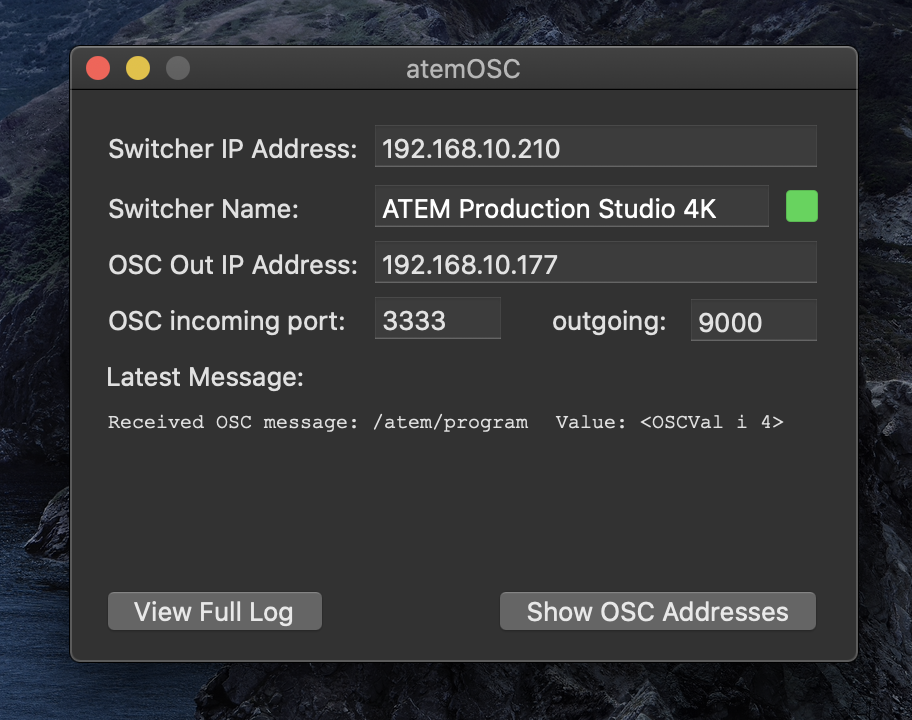 atemOSC
Switcher IP Address: 192.168.10.210
Switcher Name: ATEM Production Studio 4K
OSC Out IP Address: 192.168.10.177
OSC incoming port: 3333 outgoing: 9000
Latest Message:
Received OSC message: /atem/program Value: <OSCVal i 4>
View Full Log Show OSC Addresses